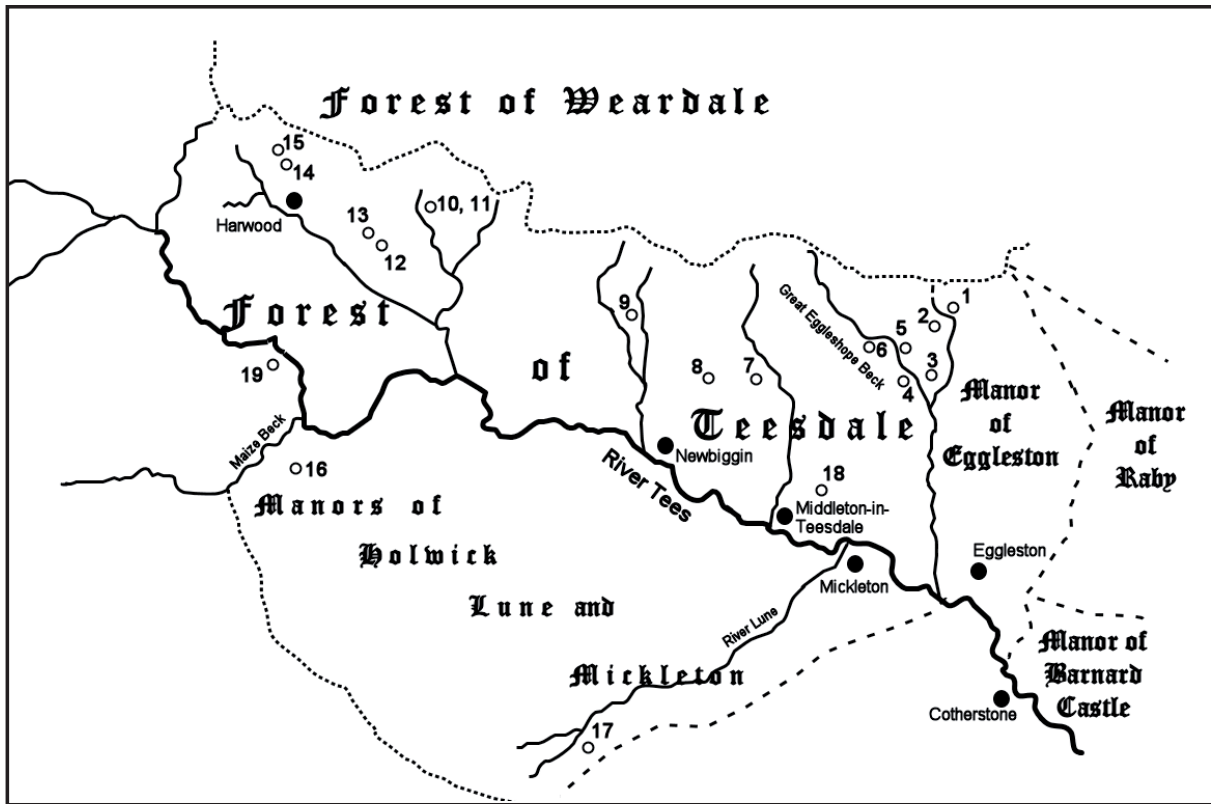 Forest of Weardale
15
14
Harwood
13
12
10, 11
Forest
of
Teesdale
9
8
7
Great Eggleshope Beck
5
6
4
2
1
3
Manor
of
Eggleston
Manor
of
Raby
19
Maize Beck
16
Newbiggin
River Tees
18
Middleton-in-
Teesdale
Manors of
Holwick
Lune and
Mickleton
River Lune
Mickleton
Eggleston
Manor of
Barnard
Castle
Cotherstone
17